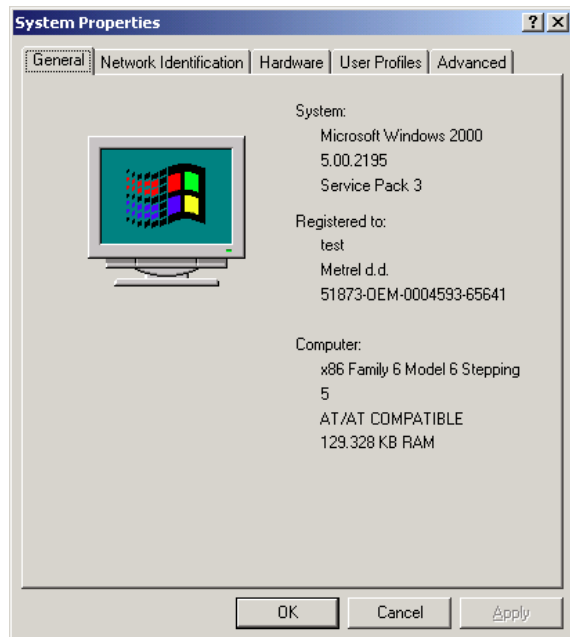 System Properties
General
Network Identification
Hardware
User Profiles
Advanced
System:
Microsoft Windows 2000
5.00.2195
Service Pack 3
Registered to:
test
Metrel d.d.
51873-OEM-0004593-65641
Computer:
x86 Family 6 Model 6 Stepping
5
AT/AT COMPATIBLE
129.328 KB RAM
OK
Cancel
Apply